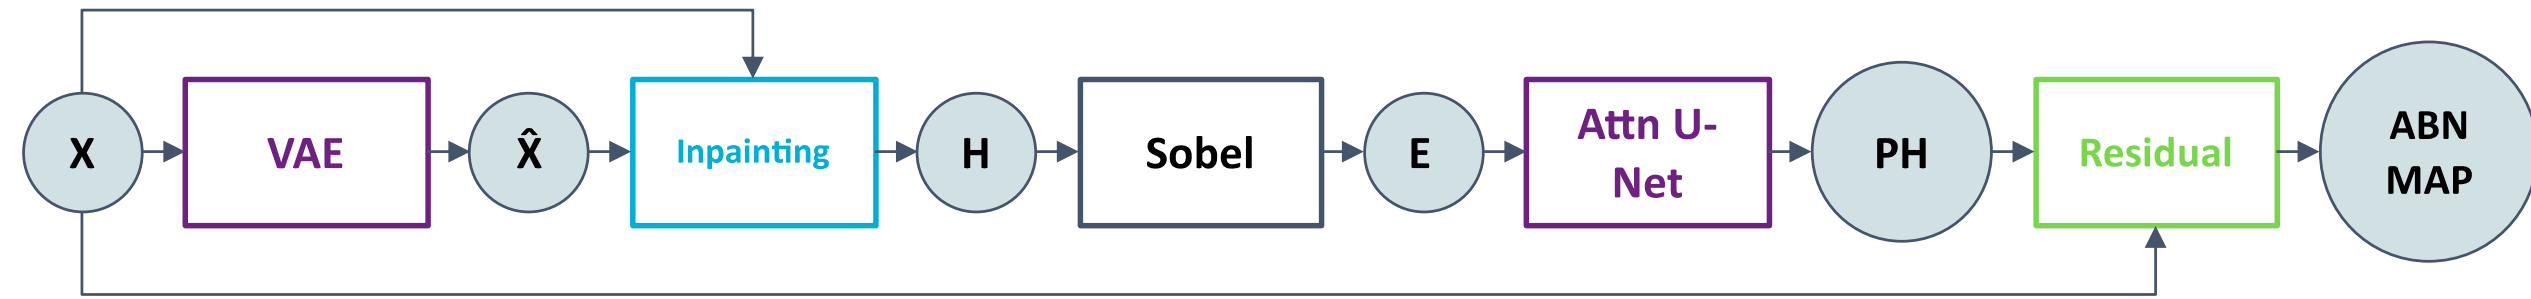 X
VAE
X̂
Inpainting
H
Sobel
E
Attn U-
Net
PH
Residual
ABN
MAP